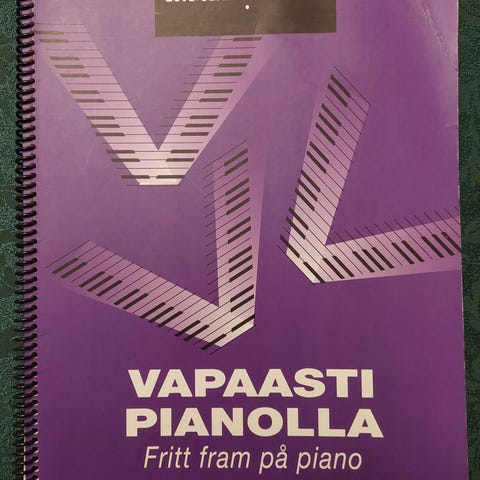 VAPAASTI
PIANOLLA
Fritt fram på piano